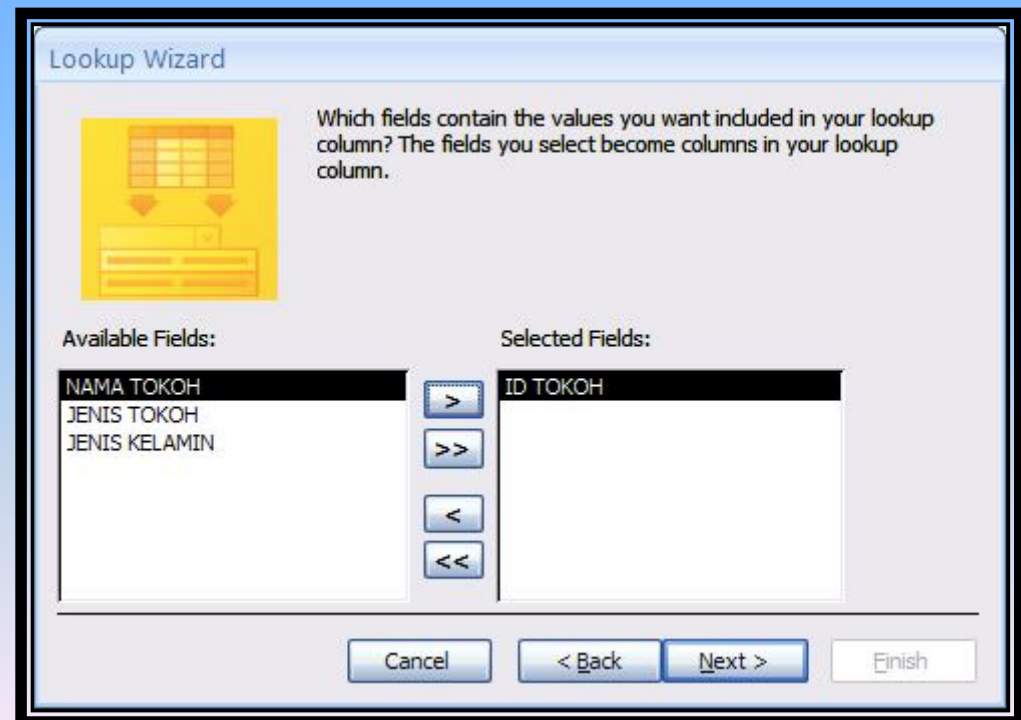 Lookup Wizard
Which fields contain the values you want included in your lookup
column? The fields you select become columns in your lookup
column.
Available Fields:
Selected Fields:
NAMA TOKOH
JENIS TOKOH
JENIS KELAMIN
>
>>
<
<<
ID TOKOH
Cancel
< Back
Next >
Finish